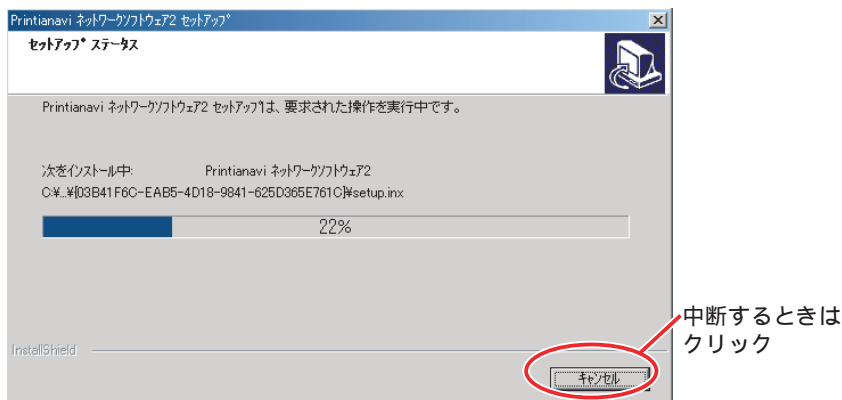 Printianavi ネットワークソフトウェア2 セットアップ
セットアップ ステータス
Printianavi ネットワークソフトウェア2 セットアップは、要求された操作を実行中です。
次をインストール中: Printianavi ネットワークソフトウェア2
C:¥...¥{03B41F6C-EAB5-4D18-9841-625D365E761C}¥setup.inx
22%
中断するときは
クリック
InstallShield
キャンセル